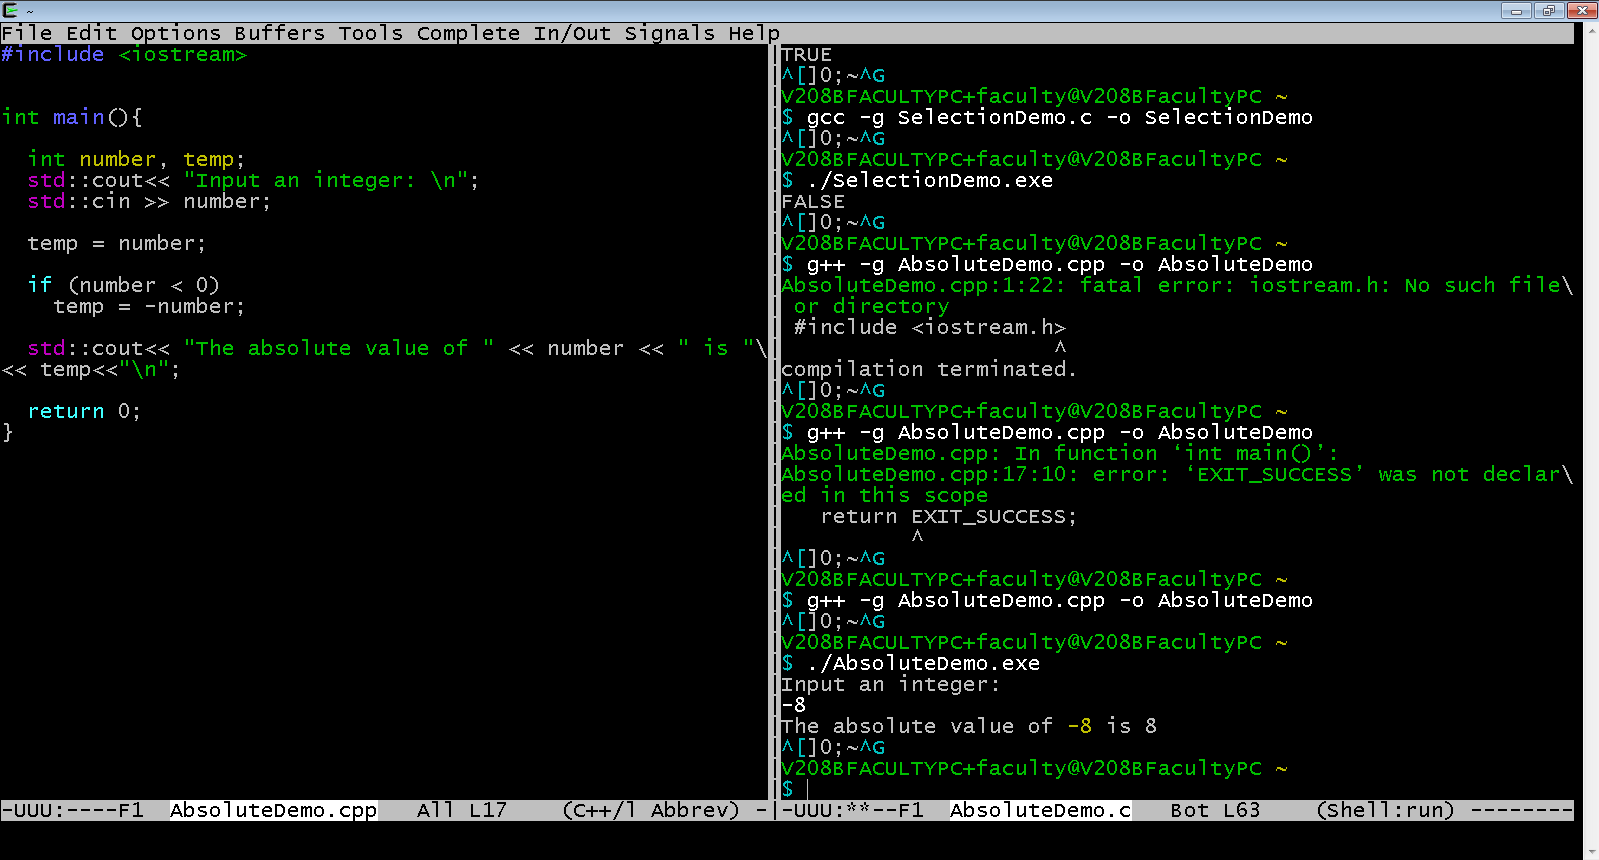 ~
File Edit Options Buffers Tools Complete In/Out Signals Help
#include <iostream>
int main(){
  int number, temp;
  std::cout<< "Input an integer: \n";
  std::cin >> number;
  temp = number;
  if (number < 0)
    temp = -number;
  std::cout<< "The absolute value of " << number << " is "\
<< temp<<"\n";
  return 0;
}
-UUU:----F1  AbsoluteDemo.cpp   All L17    (C++/l Abbrev) -
TRUE
^[]0;~^G
V208BFACULTYPC+faculty@V208BFacultyPC ~
$ gcc -g SelectionDemo.c -o SelectionDemo
^[]0;~^G
V208BFACULTYPC+faculty@V208BFacultyPC ~
$ ./SelectionDemo.exe
FALSE
^[]0;~^G
V208BFACULTYPC+faculty@V208BFacultyPC ~
$ g++ -g AbsoluteDemo.cpp -o AbsoluteDemo
AbsoluteDemo.cpp:1:22: fatal error: iostream.h: No such file\
 or directory
 #include <iostream.h>
                      ^
compilation terminated.
^[]0;~^G
V208BFACULTYPC+faculty@V208BFacultyPC ~
$ g++ -g AbsoluteDemo.cpp -o AbsoluteDemo
AbsoluteDemo.cpp: In function ‘int main()’:
AbsoluteDemo.cpp:17:10: error: ‘EXIT_SUCCESS’ was not declar\
ed in this scope
   return EXIT_SUCCESS;
          ^
^[]0;~^G
V208BFACULTYPC+faculty@V208BFacultyPC ~
$ g++ -g AbsoluteDemo.cpp -o AbsoluteDemo
^[]0;~^G
V208BFACULTYPC+faculty@V208BFacultyPC ~
$ ./AbsoluteDemo.exe
Input an integer:
-8
The absolute value of -8 is 8
^[]0;~^G
V208BFACULTYPC+faculty@V208BFacultyPC ~
$
-UUU:**--F1  AbsoluteDemo.c   Bot L63    (Shell:run) --------